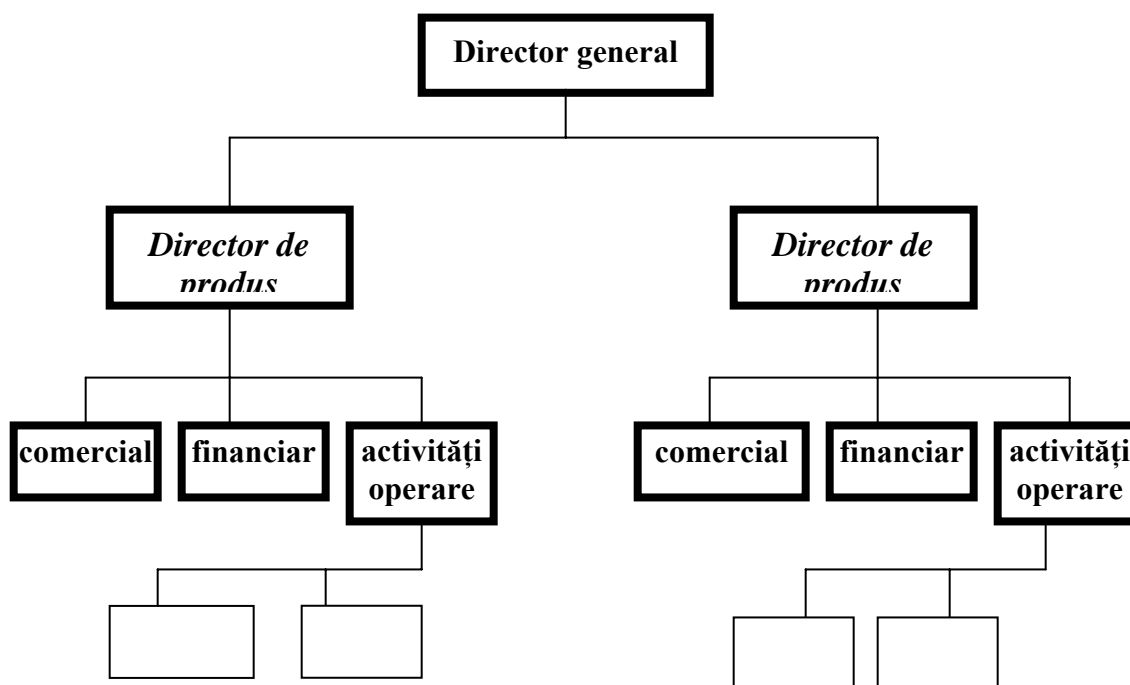 Director general
Director de
produs
Director de
produs
comercial
financiar
activități
operare
comercial
financiar
activități
operare